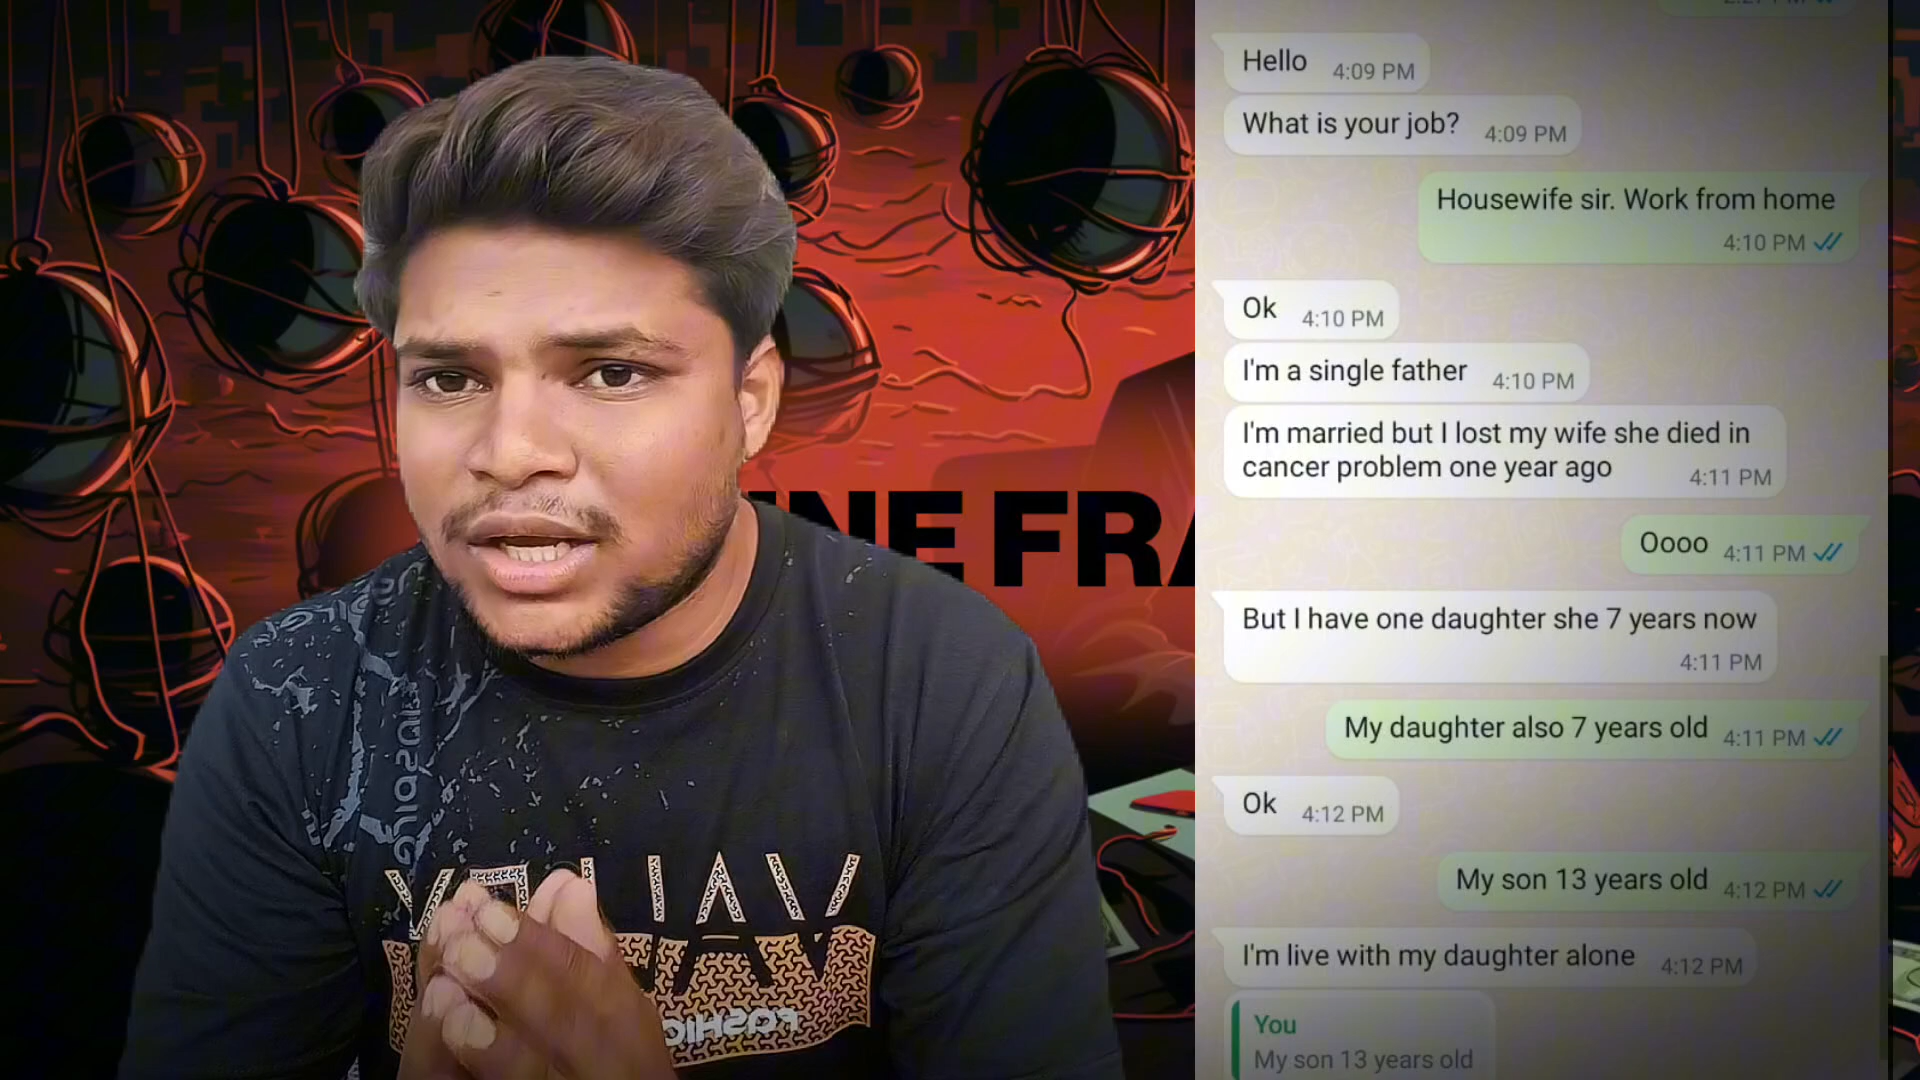 NE FRA
Hello 4:09 PM
What is your job? 4:09 PM
Housewife sir. Work from home
4:10 PM
Ok 4:10 PM
I'm a single father 4:10 PM
I'm married but I lost my wife she died in
cancer problem one year ago 4:11 PM
Oooo 4:11 PM
But I have one daughter she 7 years now
4:11 PM
My daughter also 7 years old 4:11 PM
Ok 4:12 PM
My son 13 years old 4:12 PM
I'm live with my daughter alone 4:12 PM
You
My son 13 years old